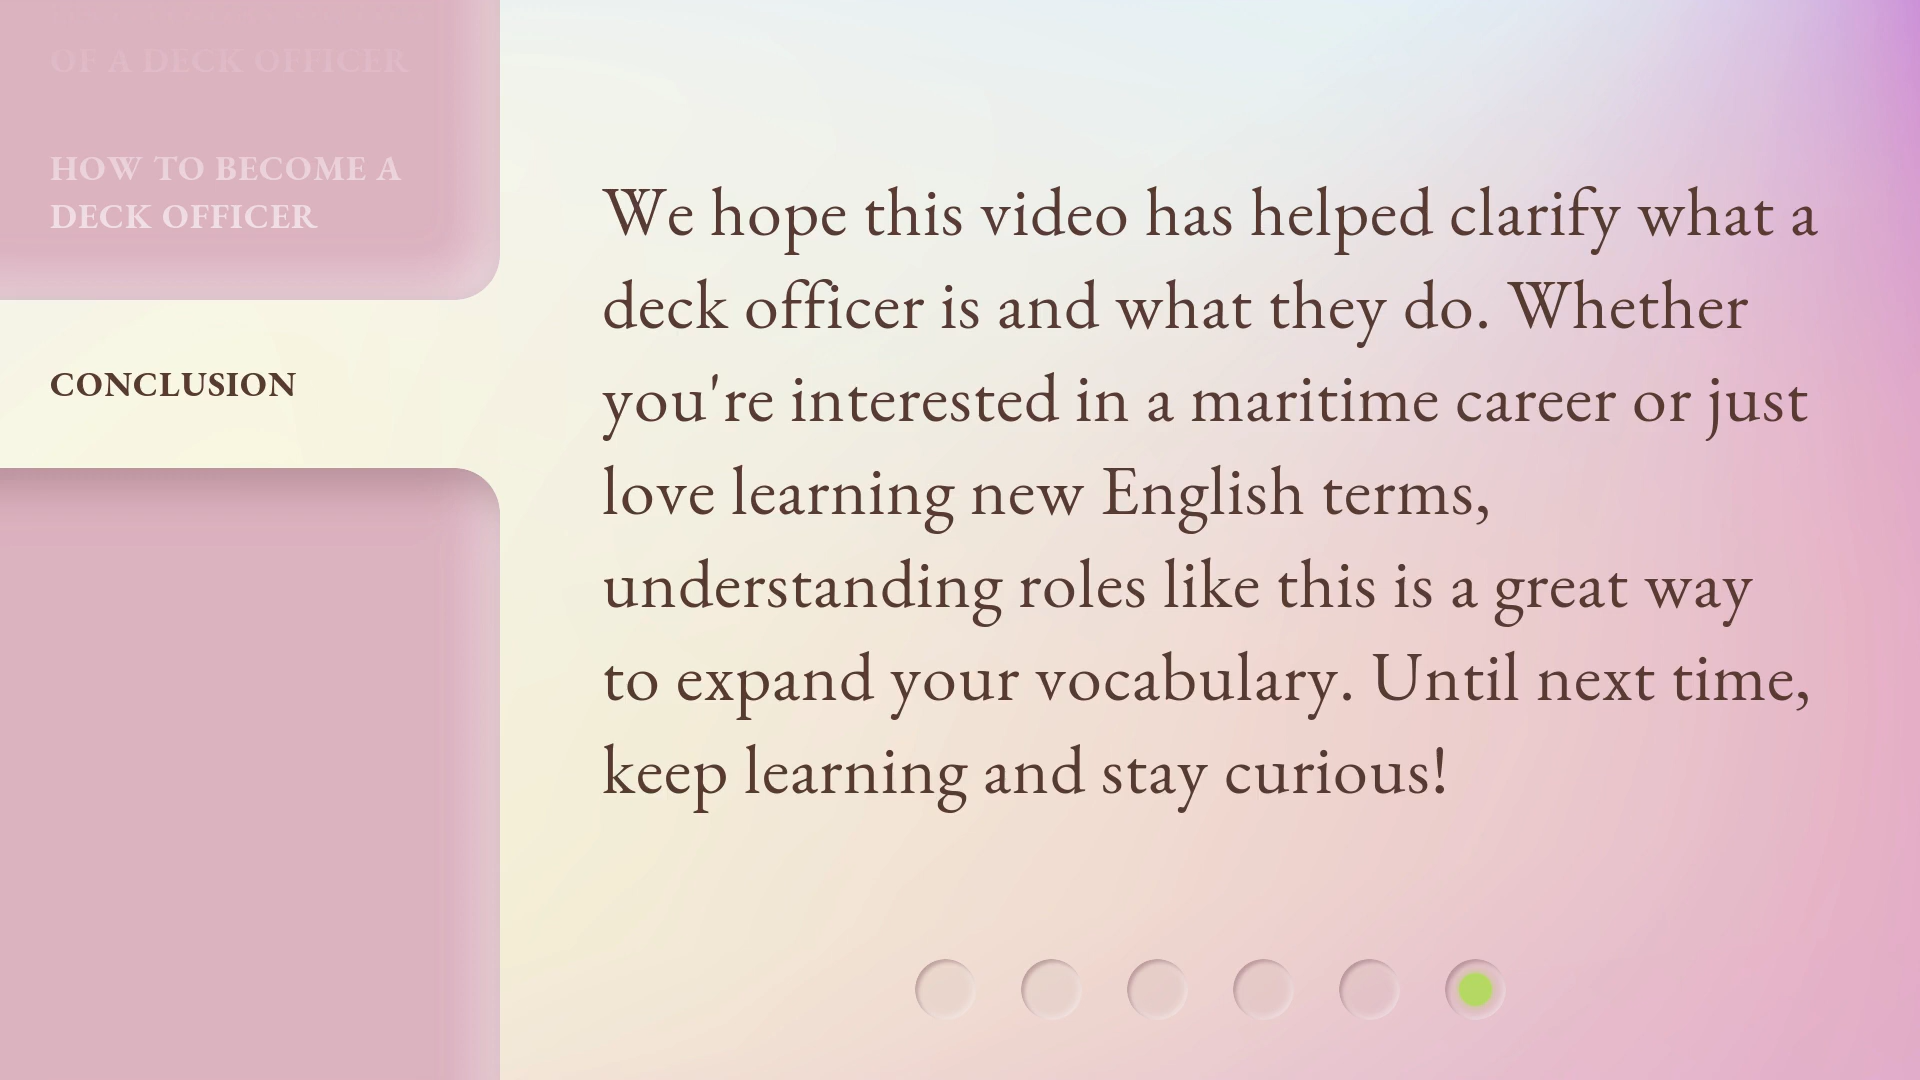 OF A DECK OFFICER
HOW TO BECOME A
DECK OFFICER
CONCLUSION
We hope this video has helped clarify what a
deck officer is and what they do. Whether
you're interested in a maritime career or just
love learning new English terms,
understanding roles like this is a great way
to expand your vocabulary. Until next time,
keep learning and stay curious!